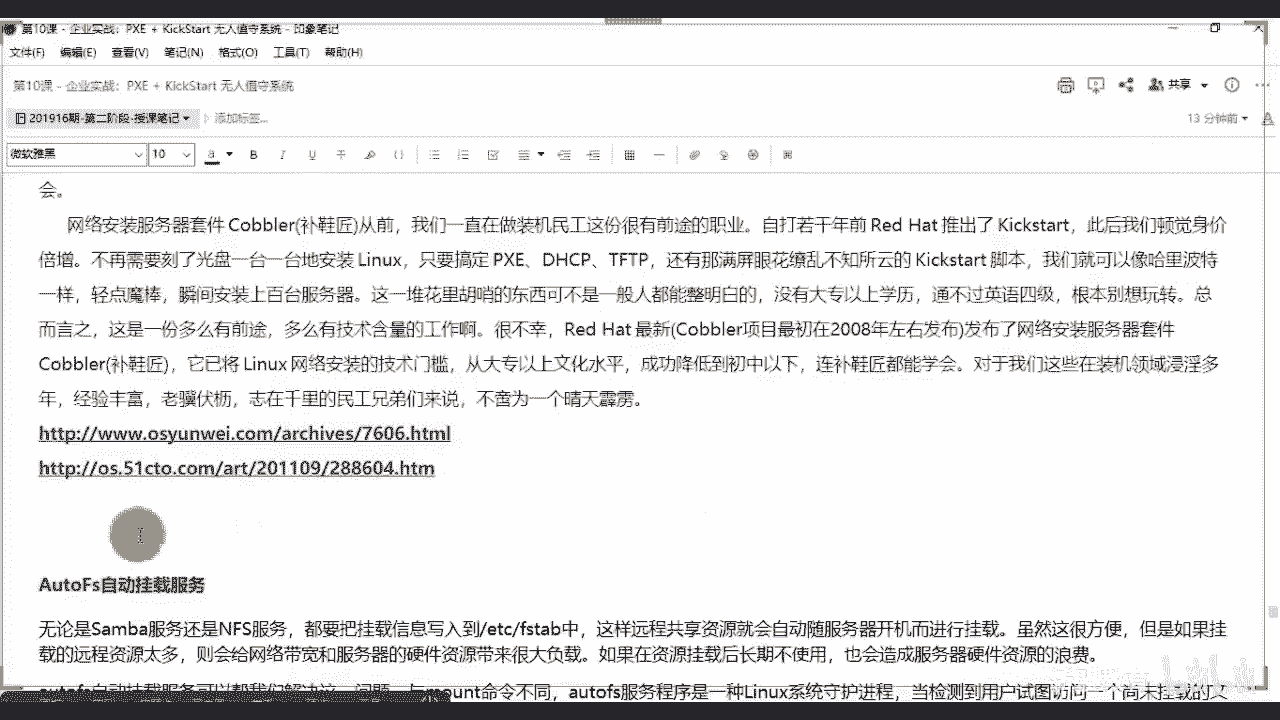 第10课 - 企业实战：PXE + KickStart 无人值守系统 - 印象笔记
文件(F) 编辑(E) 查看(V) 笔记(N) 格式(O) 工具(T) 帮助(H)
第10课 - 企业实战：PXE + KickStart 无人值守系统
共享
201916期-第二阶段-授课笔记 添加标签...
13 分钟前
微软雅黑 10
会。
网络安装服务器套件 Cobbler(补鞋匠)从前，我们一直在做装机民工这份很有前途的职业。自打若干年前 Red Hat 推出了 Kickstart，此后我们顿觉身价
倍增。不再需要刻了光盘一台一台地安装 Linux，只要搞定 PXE、DHCP、TFTP，还有那满屏眼花缭乱不知所云的 Kickstart 脚本，我们就可以像哈里波特
一样，轻点魔棒，瞬间安装上百台服务器。这一堆花里胡哨的东西可不是一般人都能整明白的，没有大专以上学历，通不过英语四级，根本别想玩转。总
而言之，这是一份多么有前途，多么有技术含量的工作啊。很不幸，Red Hat 最新(Cobbler项目最初在2008年左右发布)发布了网络安装服务器套件
Cobbler(补鞋匠)，它已将 Linux 网络安装的技术门槛，从大专以上文化水平，成功降低到初中以下，连补鞋匠都能学会。对于我们这些在装机领域浸淫多
年，经验丰富，老骥伏枥，志在千里的民工兄弟们来说，不啻为一个晴天霹雳。
http://www.osyunwei.com/archives/7606.html
http://os.51cto.com/art/201109/288604.htm
AutoFs自动挂载服务
无论是Samba服务还是NFS服务，都要把挂载信息写入到/etc/fstab中，这样远程共享资源就会自动随服务器开机而进行挂载。虽然这很方便，但是如果挂
载的远程资源太多，则会给网络带宽和服务器的硬件资源带来很大负载。如果在资源挂载后长期不使用，也会造成服务器硬件资源的浪费。
autofs自动挂载服务可以帮我们解决这一问题。与mount命令不同，autofs服务程序是一种Linux系统守护进程，当检测到用户试图访问一个尚未挂载的文